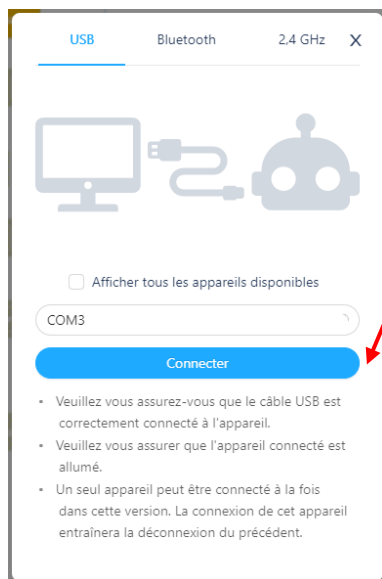 USB Bluetooth 2,4 GHz X
Afficher tous les appareils disponibles
COM3
Connecter
• Veuillez vous assurez-vous que le câble USB est
correctement connecté à l'appareil.
• Veuillez vous assurer que l'appareil connecté est
allumé.
• Un seul appareil peut être connecté à la fois
dans cette version. La connexion de cet appareil
entraînera la déconnexion du précédent.